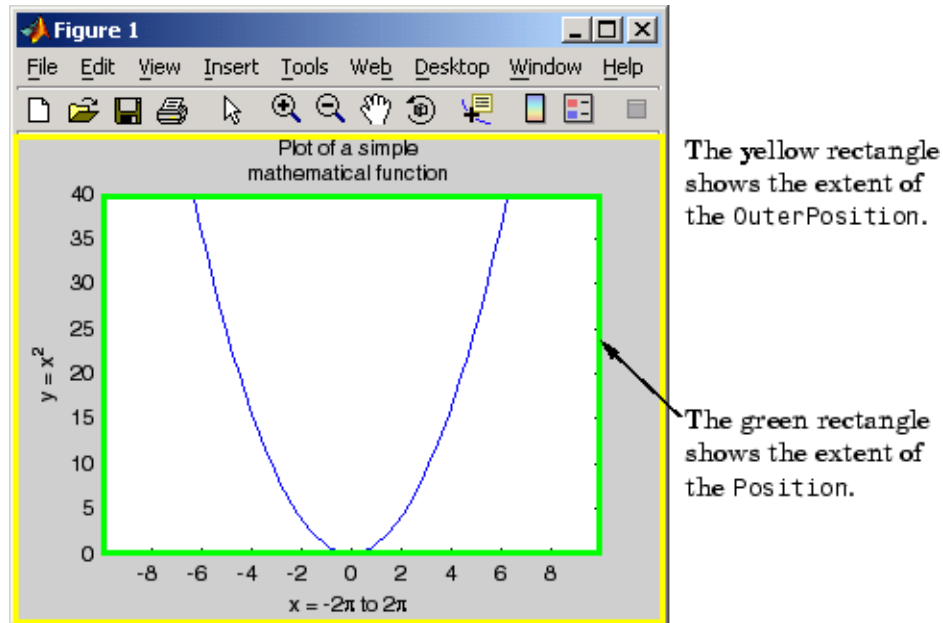 Figure 1
File Edit View Insert Tools Web Desktop Window Help
Plot of a simple
mathematical function
40
35
30
25
20
15
10
5
0
y = x²
-8 -6 -4 -2 0 2 4 6 8
x = -2π to 2π
The yellow rectangle
shows the extent of
the OuterPosition.
The green rectangle
shows the extent of
the Position.